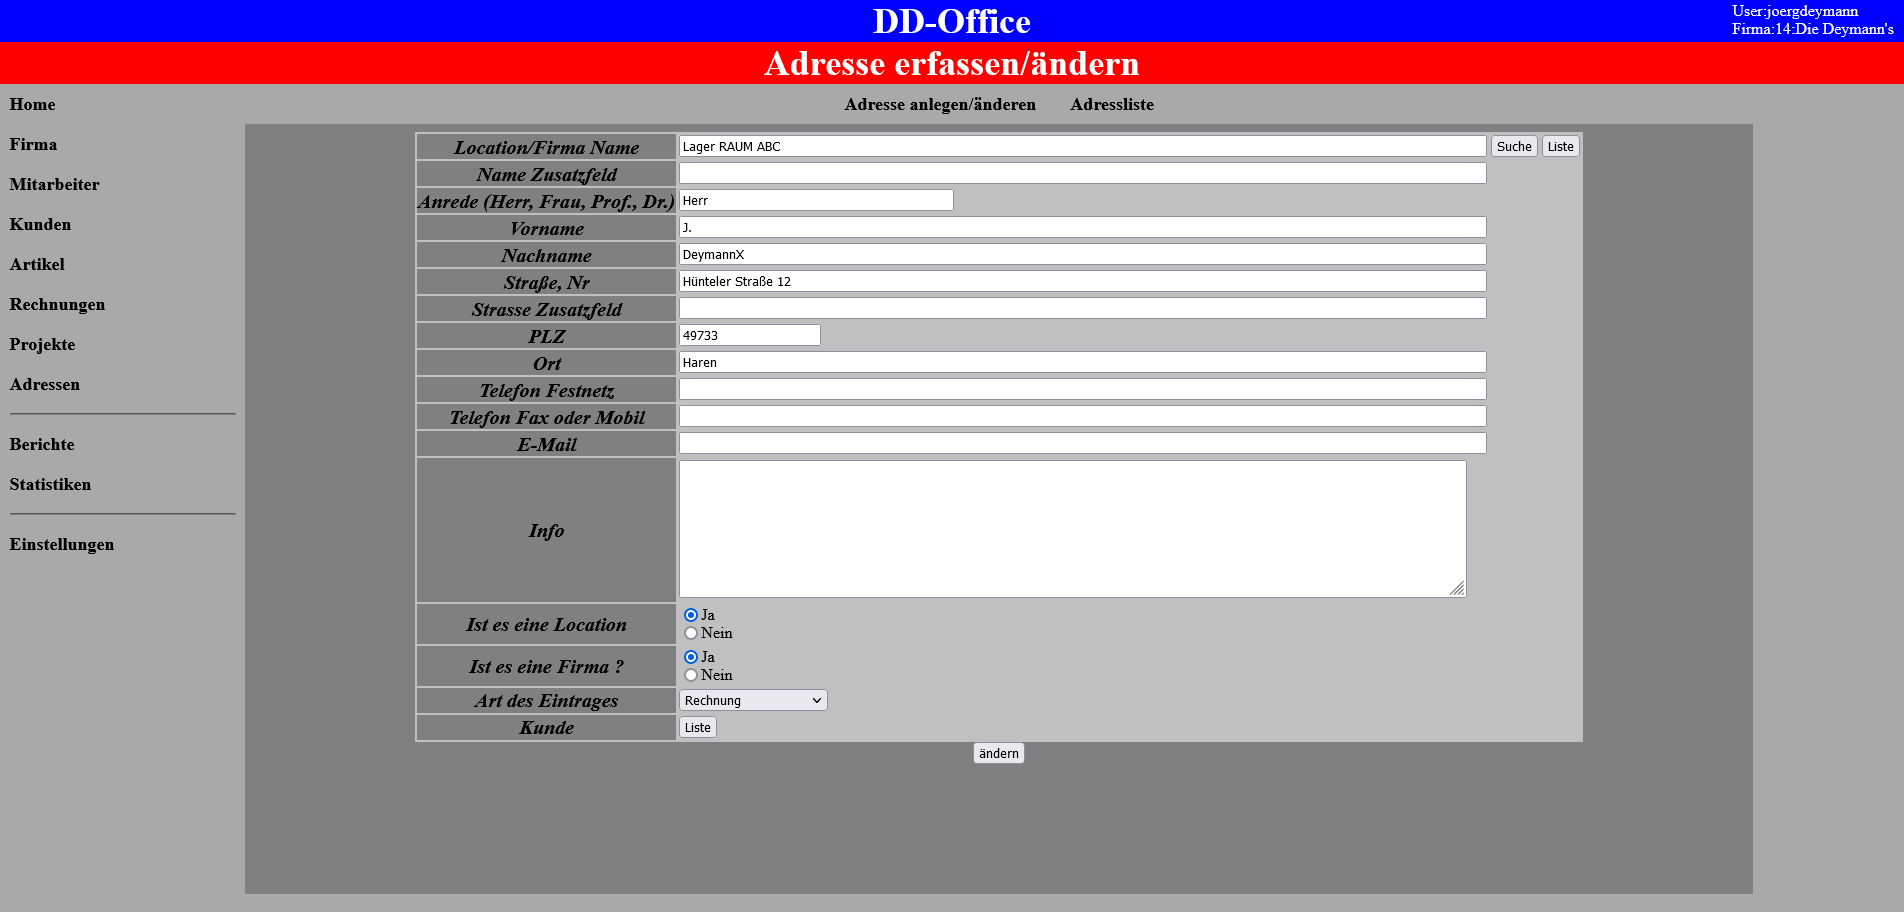 DD-Office
User:joergdeymann
Firma:14:Die Deymann's
Adresse erfassen/ändern
Home
Adresse anlegen/änderen Adressliste
Firma
Mitarbeiter
Kunden
Artikel
Rechnungen
Projekte
Adressen
Berichte
Statistiken
Einstellungen
Location/Firma Name Lager RAUM ABC Suche Liste
Name Zusatzfeld
Anrede (Herr, Frau, Prof., Dr.) Herr
Vorname J.
Nachname DeymannX
Straße, Nr Hünteler Straße 12
Strasse Zusatzfeld
PLZ 49733
Ort Haren
Telefon Festnetz
Telefon Fax oder Mobil
E-Mail
Info
Ist es eine Location Ja
Nein
Ist es eine Firma ? Ja
Nein
Art des Eintrages Rechnung
Kunde Liste
ändern